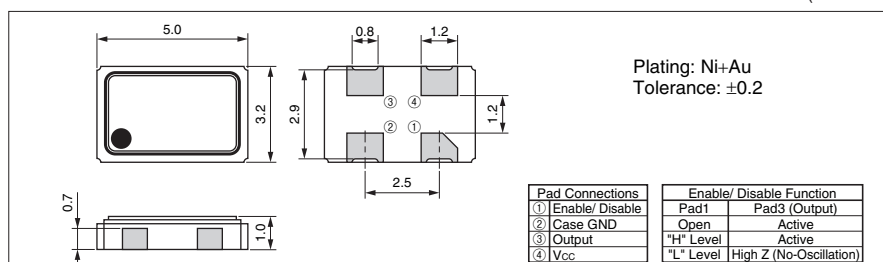 (
5.0
3.2
0.7
1.0
0.8
1.2
2.9
③ ④
② ①
1.2
2.5
Plating: Ni+Au
Tolerance: ±0.2
Pad Connections
① Enable/ Disable
② Case GND
③ Output
④ Vcc
Enable/ Disable Function
Pad1 Pad3 (Output)
Open Active
"H" Level Active
"L" Level High Z (No-Oscillation)